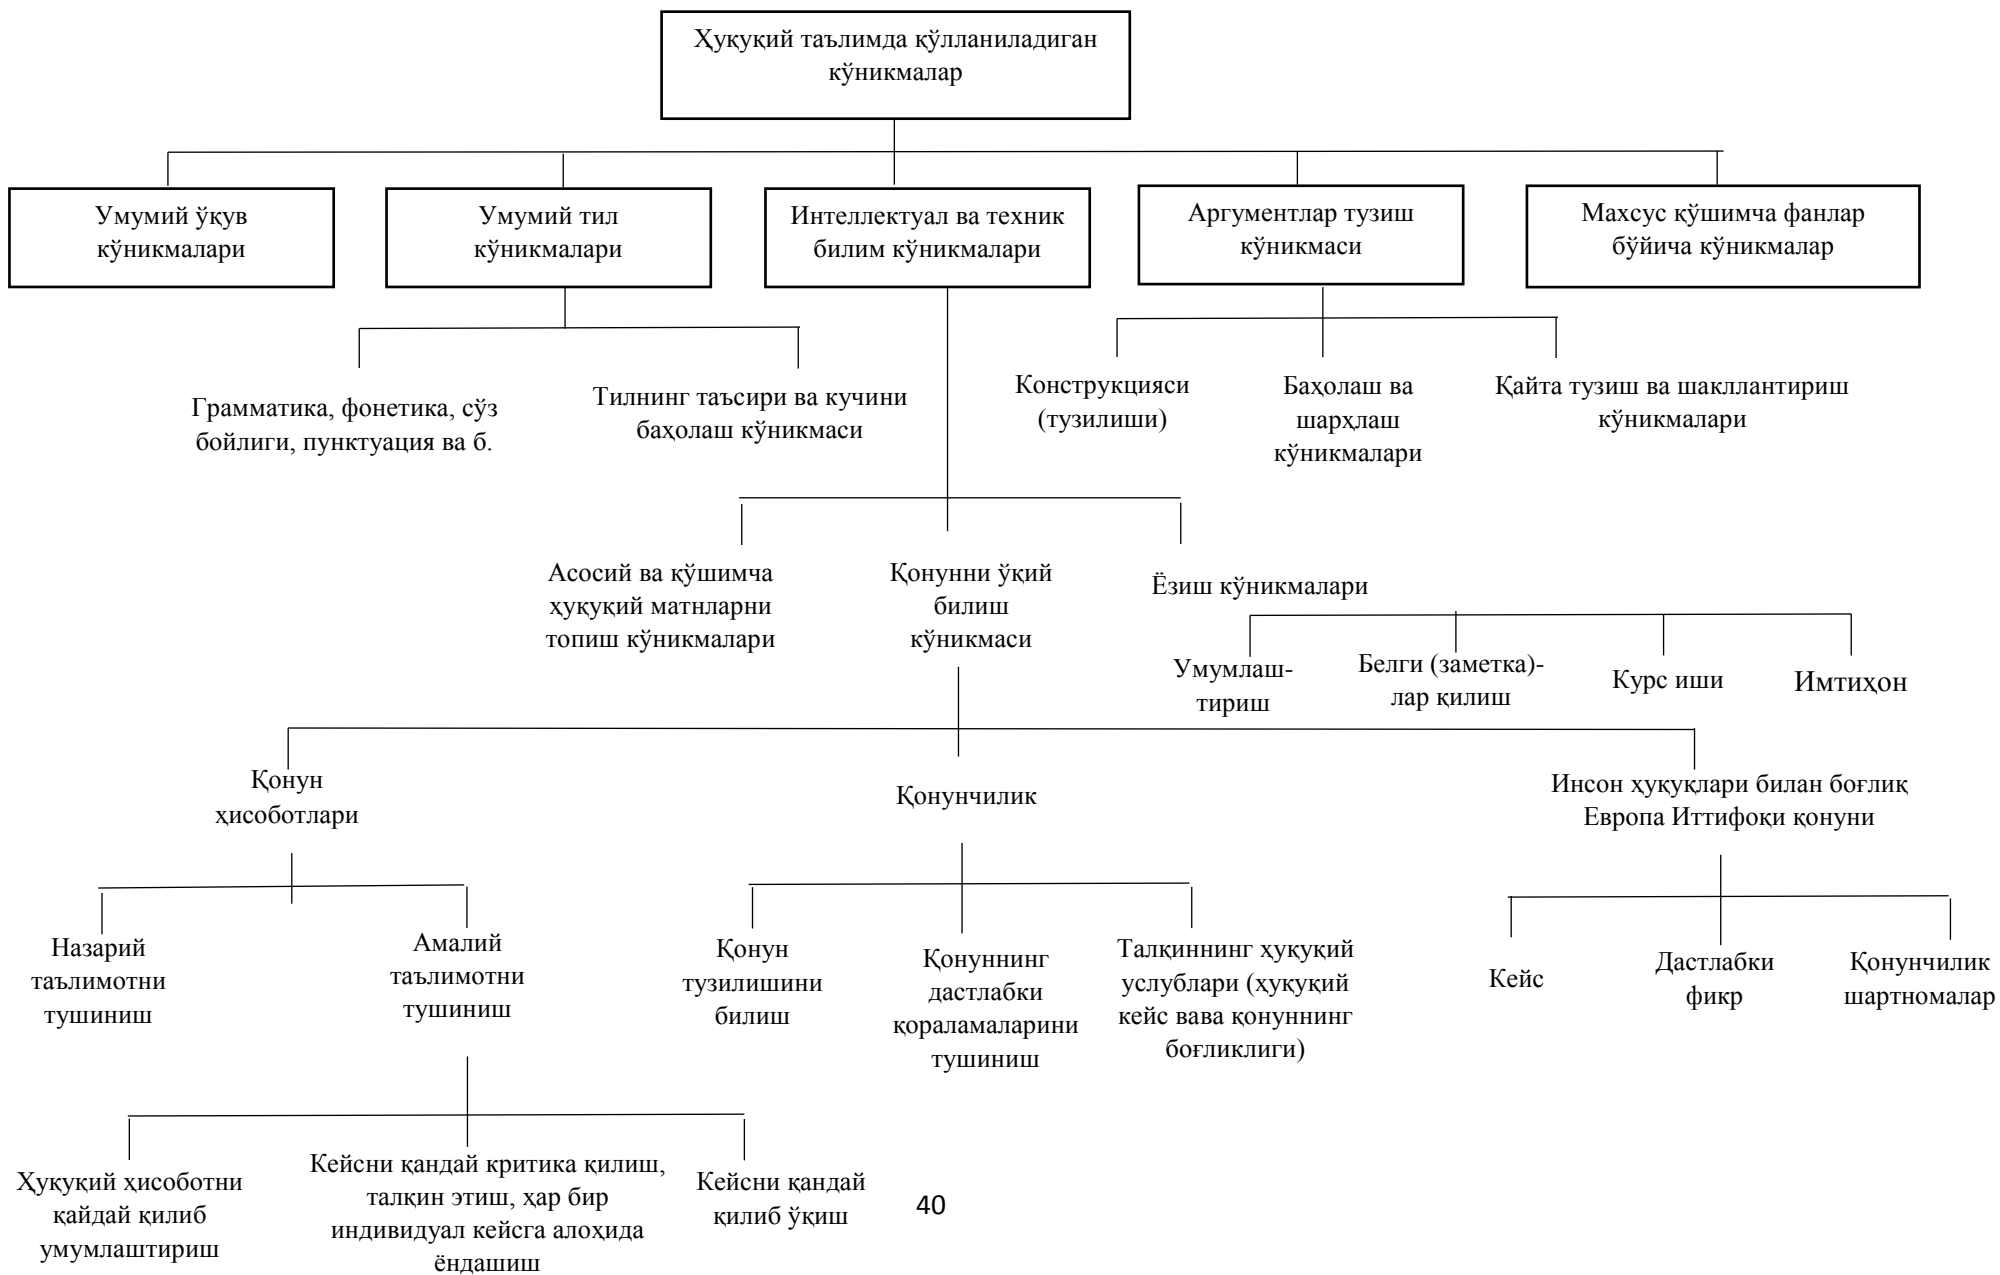 Ҳуқуқий таълимда қўлланиладиган
кўникмалар
Умумий ўқув
кўникмалари
Умумий тил
кўникмалари
Интеллектуал ва техник
билим кўникмалари
Аргументлар тузиш
кўникмаси
Махсус қўшимча фанлар
бўйича кўникмалар
Грамматика, фонетика, сўз
бойлиги, пунктуация ва б.
Тилнинг таъсири ва кучини
баҳолаш кўникмаси
Конструкцияси
(тузилиши)
Баҳолаш ва
шарҳлаш
кўникмалари
Қайта тузиш ва шакллантириш
кўникмалари
Асосий ва қўшимча
ҳуқуқий матнларни
топиш кўникмалари
Қонунни ўқий
билиш
кўникмаси
Ёзиш кўникмалари
Умумлаш-
тириш
Белги (заметка)-
лар қилиш
Курс иши
Имтиҳон
Қонун
ҳисоботлари
Қонунчилик
Инсон ҳуқуқлари билан боғлиқ
Европа Иттифоқи қонуни
Назарий
таълимотни
тушиниш
Амалий
таълимотни
тушиниш
Қонун
тузилишини
билиш
Қонуннинг
дастлабки
қораламаларини
тушиниш
Талқиннинг ҳуқуқий
услублари (ҳуқуқий
кейс вава қонуннинг
боғликлиги)
Кейс
Дастлабки
фикр
Қонунчилик
шартномалар
Ҳуқуқий ҳисоботни
қайдай қилиб
умумлаштириш
Кейсни қандай критика қилиш,
талқин этиш, ҳар бир
индивидуал кейсга алоҳида
ёндашиш
Кейсни қандай
қилиб ўқиш
40